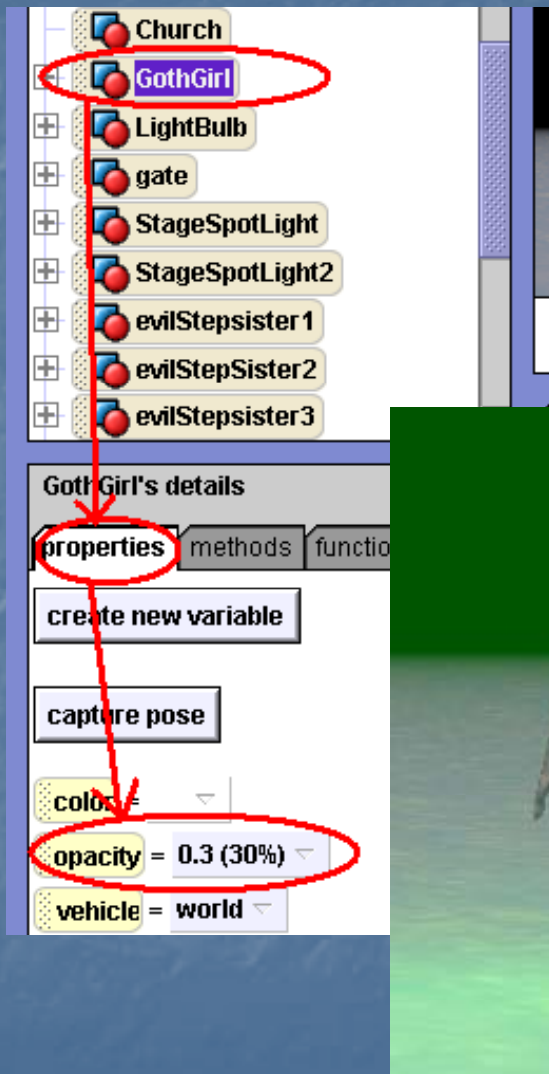 Church
GothGirl
LightBulb
gate
StageSpotLight
StageSpotLight2
evilStepsister1
evilStepSister2
evilStepsister3
GothGirl's details
properties methods functio
create new variable
capture pose
color =
opacity = 0.3 (30%)
vehicle = world